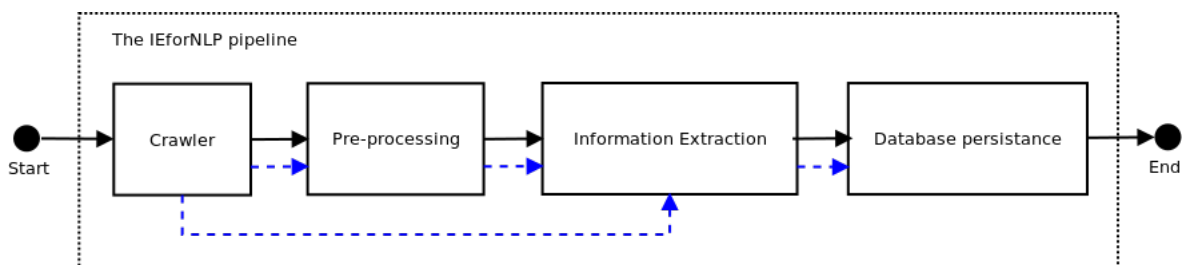 The IEforNLP pipeline
Start
Crawler
Pre-processing
Information Extraction
Database persistance
End